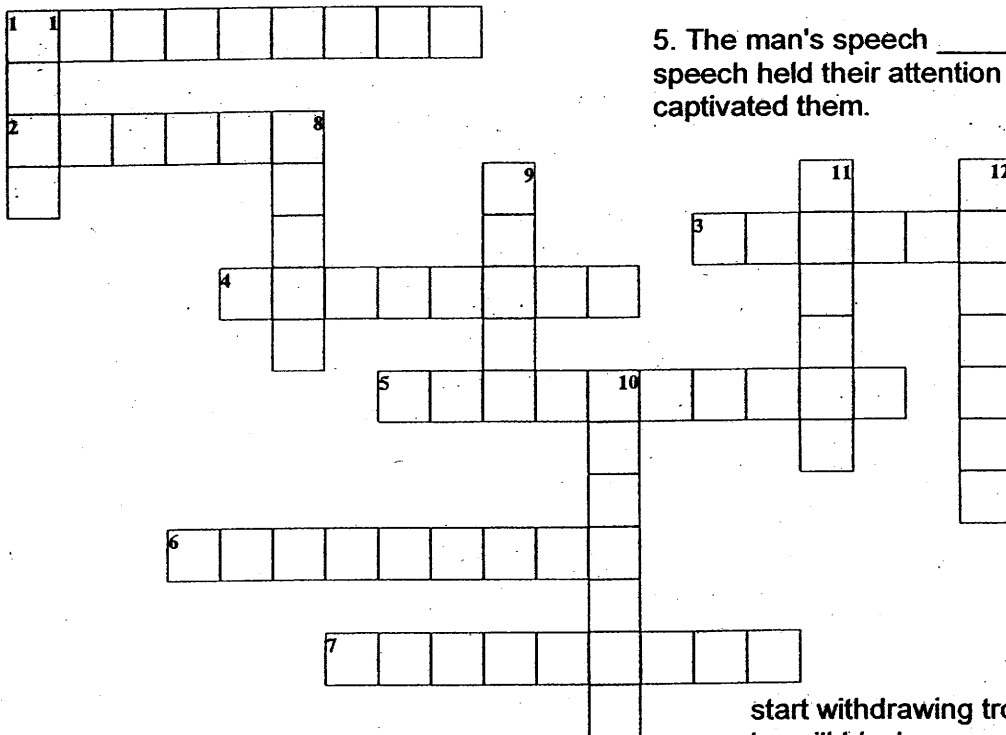 1 1
5. The man's speech ______
speech held their attention
captivated them.
2 8
9
11
12
3
4
5 10
6
7
start withdrawing tro